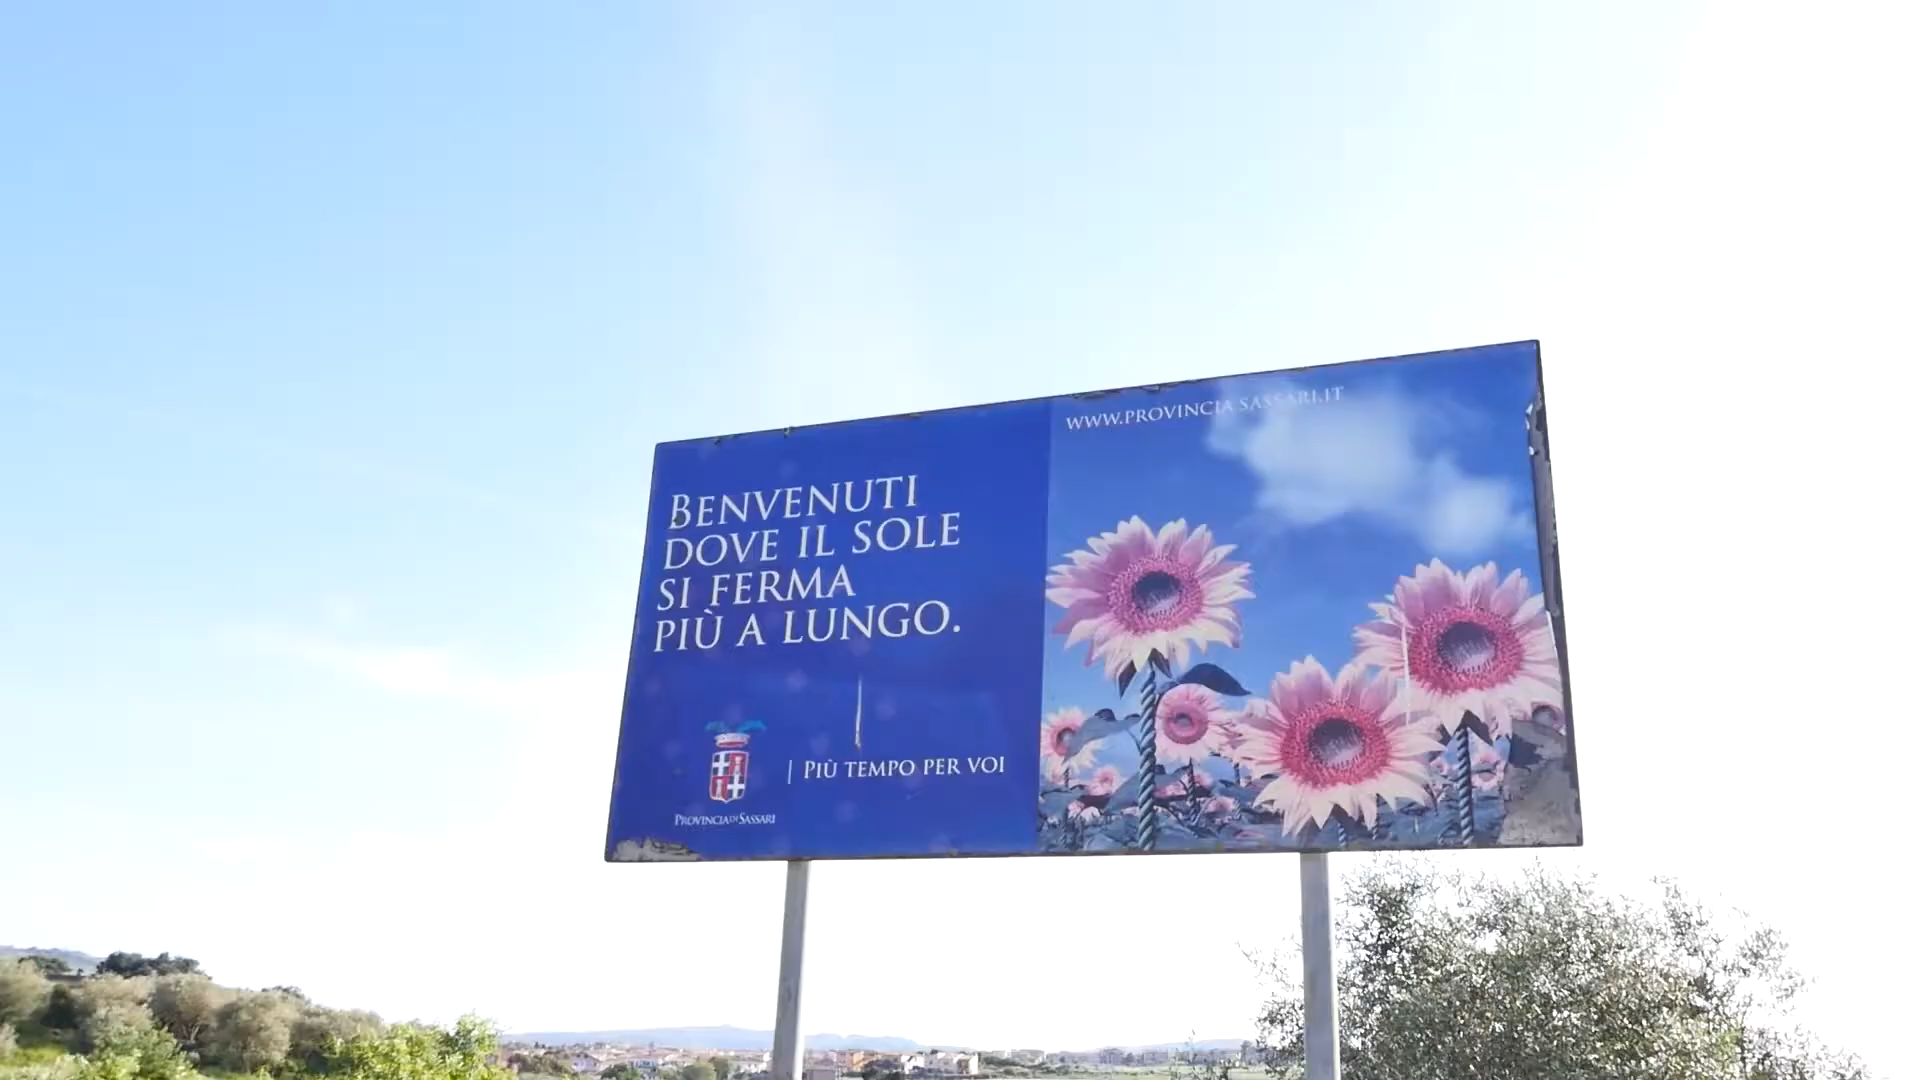 WWW.PROVINCIA.SASSARI.IT
BENVENUTI
DOVE IL SOLE
SI FERMA
PIÙ A LUNGO.
| PIÙ TEMPO PER VOI
PROVINCIA DI SASSARI